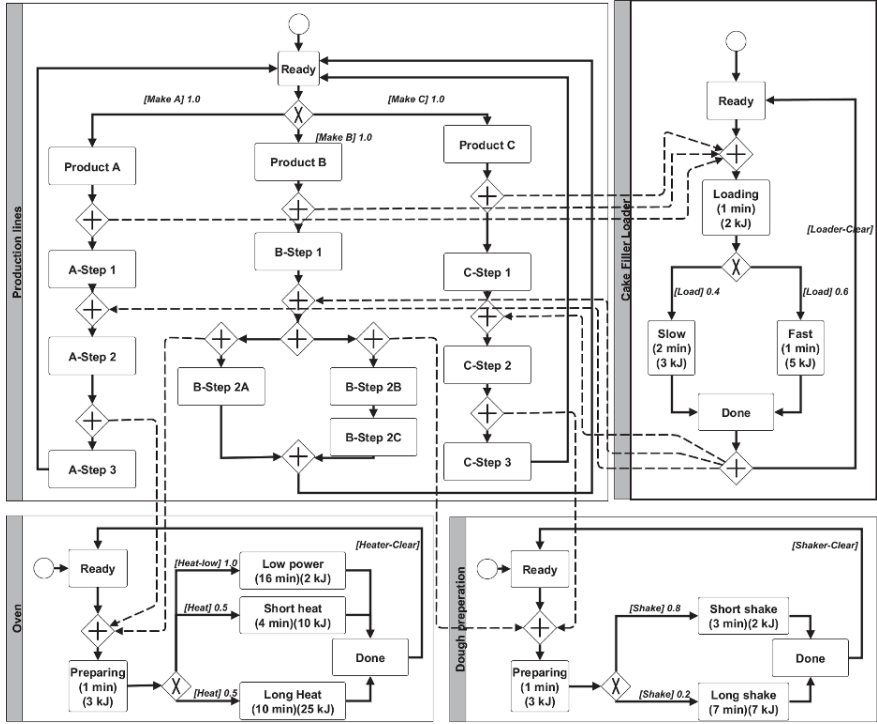 Production lines
Ready
[Make A] 1.0
X
[Make C] 1.0
[Make B] 1.0
Product A
Product B
Product C
A-Step 1
B-Step 1
C-Step 1
A-Step 2
B-Step 2A
B-Step 2B
C-Step 2
B-Step 2C
A-Step 3
C-Step 3
Cake Filler Loader
Ready
Loading
(1 min)
(2 kJ)
[Loader-Clear]
X
[Load] 0.4
[Load] 0.6
Slow
(2 min)
(3 kJ)
Fast
(1 min)
(5 kJ)
Done
Oven
Ready
[Heater-Clear]
[Heat-low] 1.0
Low power
(16 min)(2 kJ)
[Heat] 0.5
Short heat
(4 min)(10 kJ)
Preparing
(1 min)
(3 kJ)
X
[Heat] 0.5
Long Heat
(10 min)(25 kJ)
Done
Dough preperation
Ready
[Shaker-Clear]
[Shake] 0.8
Short shake
(3 min)(2 kJ)
Preparing
(1 min)
(3 kJ)
X
[Shake] 0.2
Long shake
(7 min)(7 kJ)
Done